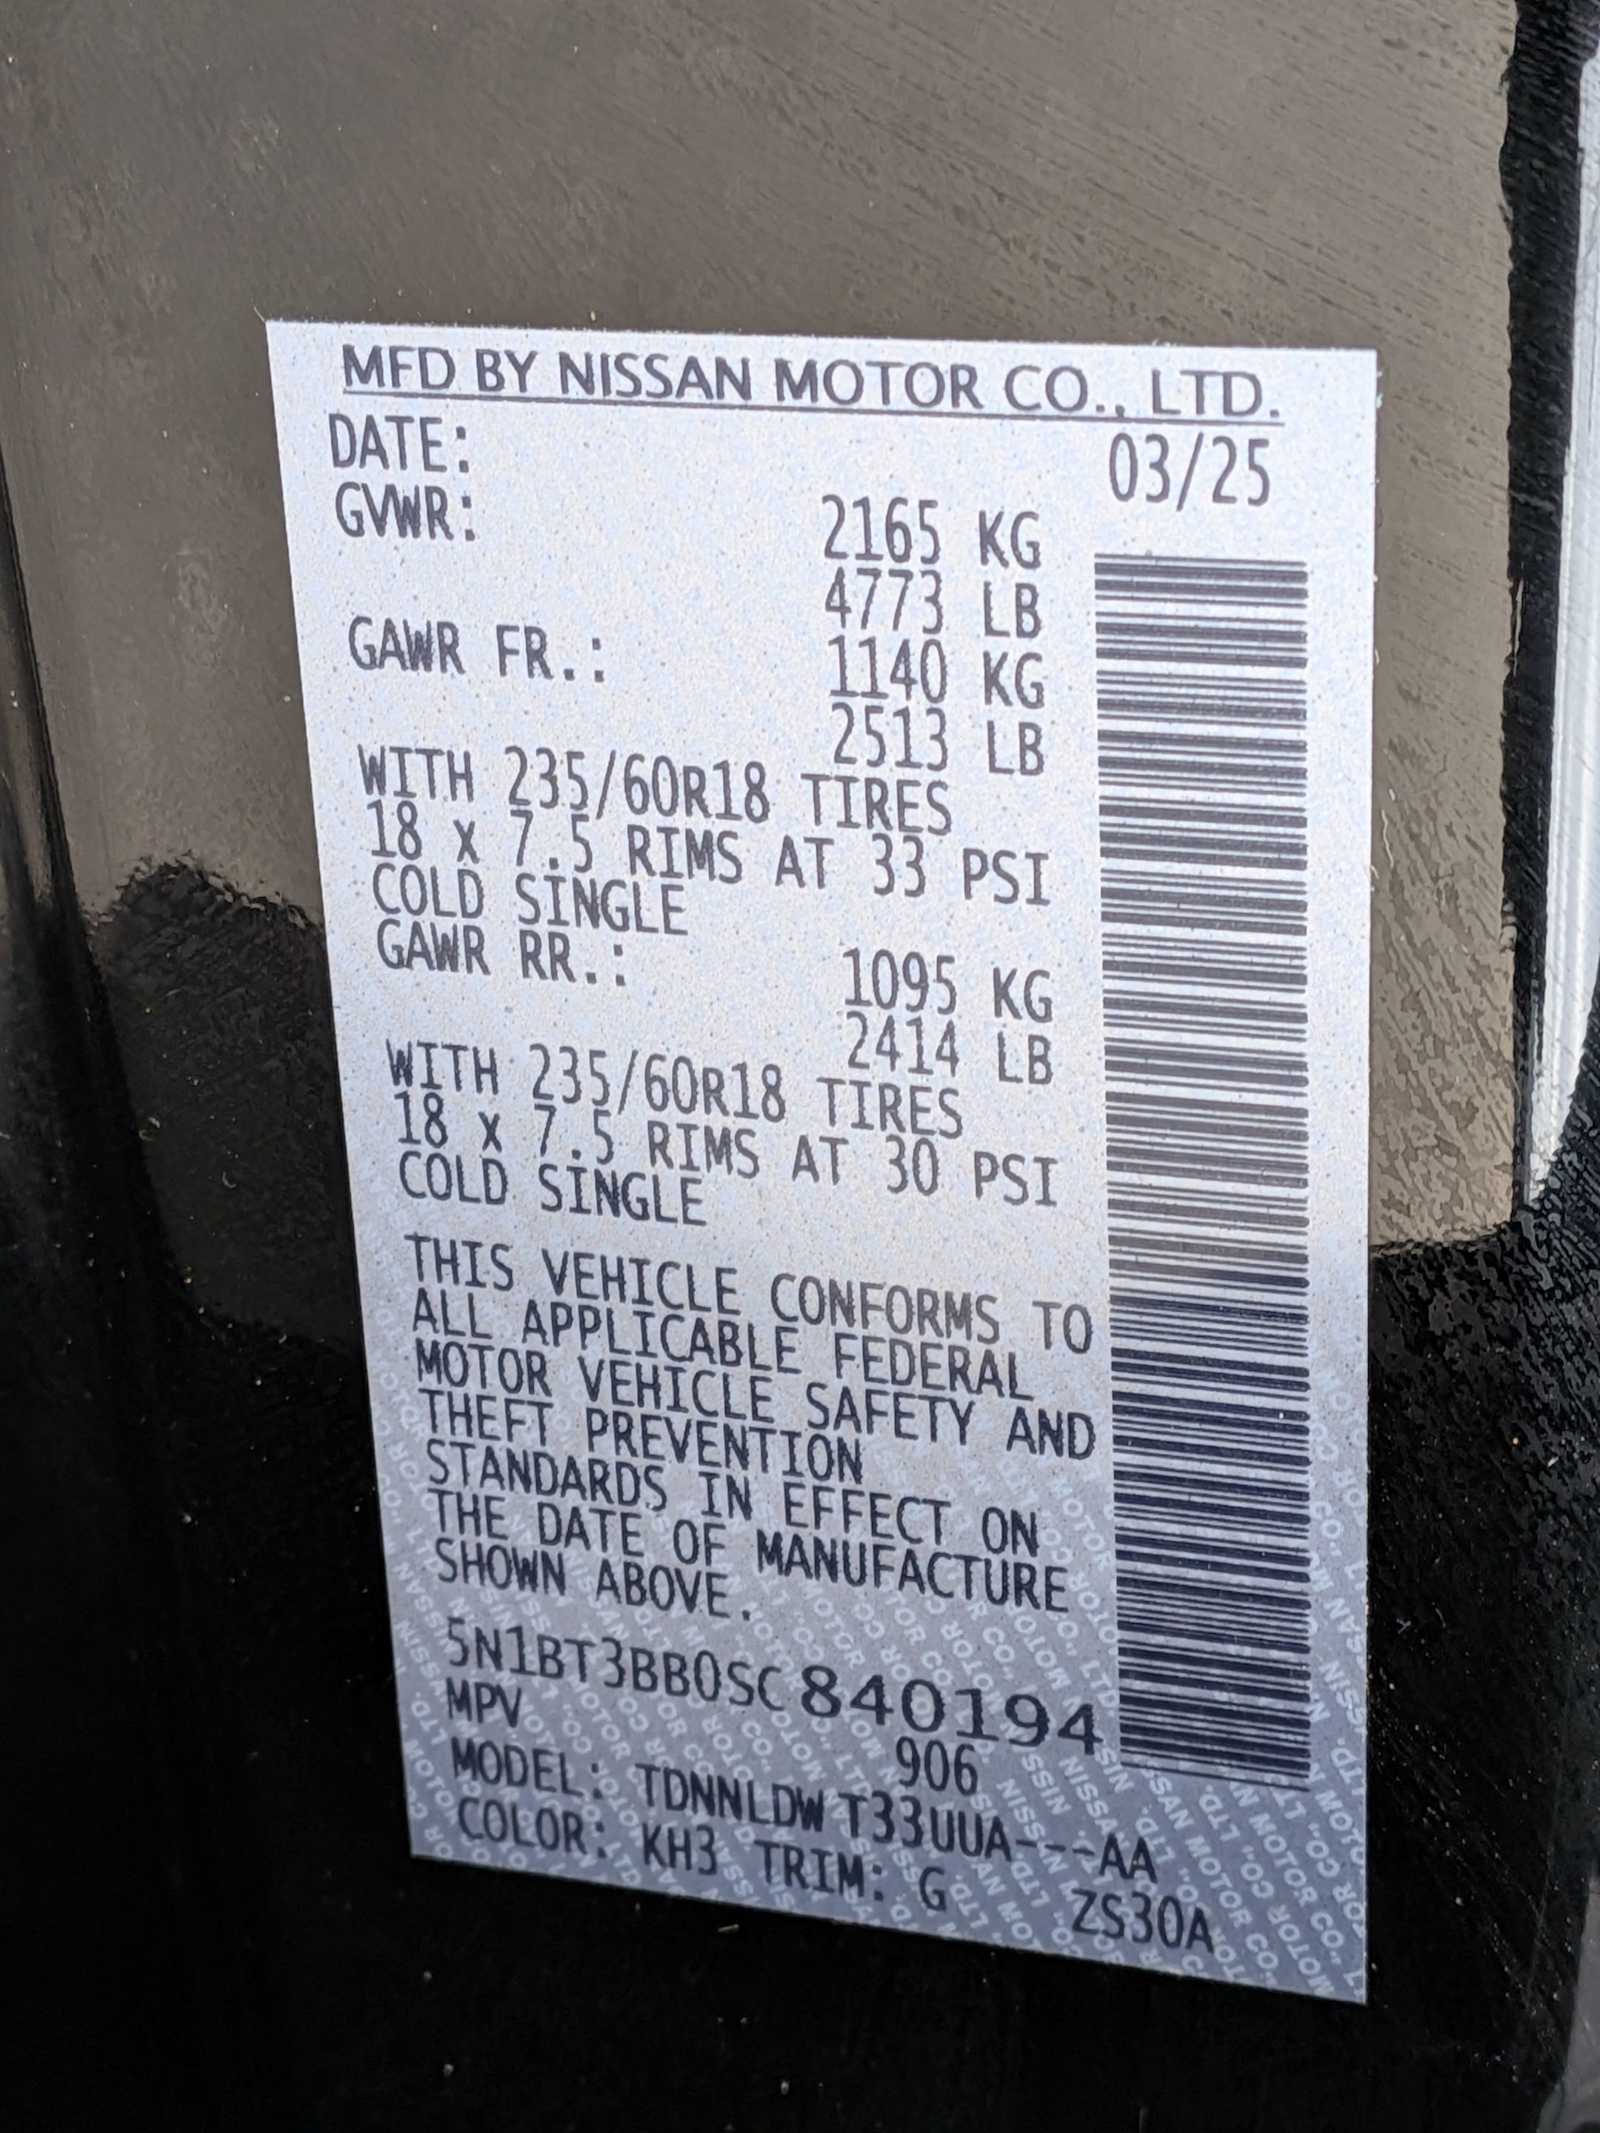 MFD BY NISSAN MOTOR CO., LTD.
DATE: 03/25
GVWR: 2165 KG
4773 LB
GAWR FR.: 1140 KG
2513 LB
WITH 235/60R18 TIRES
18 x 7.5 RIMS AT 33 PSI
COLD SINGLE
GAWR RR.: 1095 KG
2414 LB
WITH 235/60R18 TIRES
18 x 7.5 RIMS AT 30 PSI
COLD SINGLE
THIS VEHICLE CONFORMS TO
ALL APPLICABLE FEDERAL
MOTOR VEHICLE SAFETY AND
THEFT PREVENTION
STANDARDS IN EFFECT ON
THE DATE OF MANUFACTURE
SHOWN ABOVE.
5N1BT3BB0SC840194
MPV 906
MODEL: TDNNLDWT33UUA---AA
COLOR: KH3 TRIM: G ZS30A